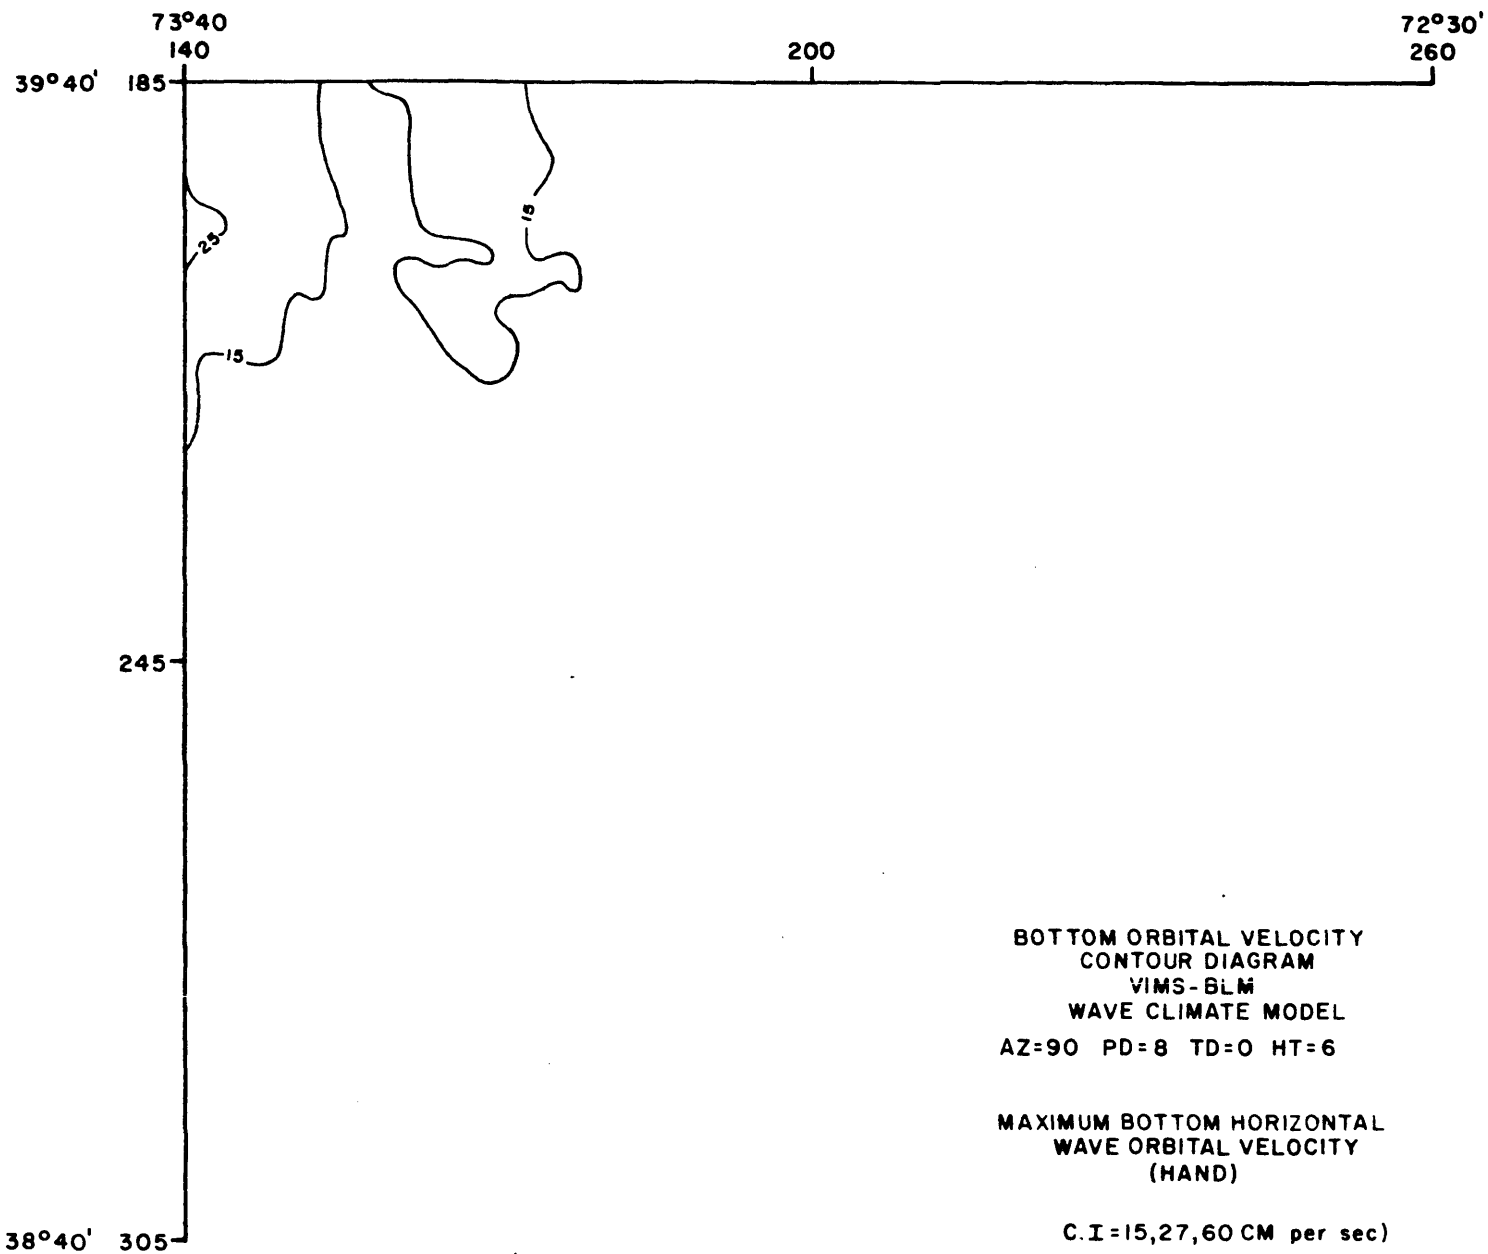 73°40 72°30'
140 200 260
39°40' 185
15
25
15
245
BOTTOM ORBITAL VELOCITY
CONTOUR DIAGRAM
VIMS-BLM
WAVE CLIMATE MODEL
AZ=90 PD=8 TD=0 HT=6
MAXIMUM BOTTOM HORIZONTAL
WAVE ORBITAL VELOCITY
(HAND)
C.I=15,27,60 CM per sec)
38°40' 305